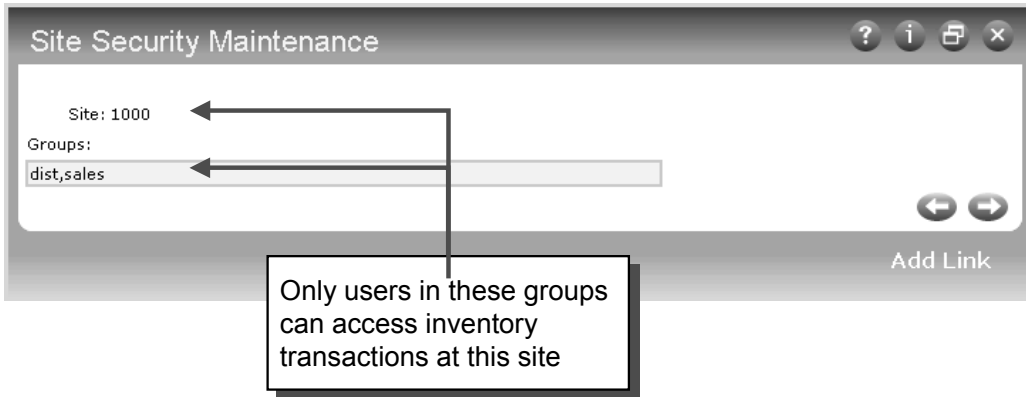 Site Security Maintenance
? i
Site: 1000
Groups:
dist,sales
Add Link
Only users in these groups
can access inventory
transactions at this site